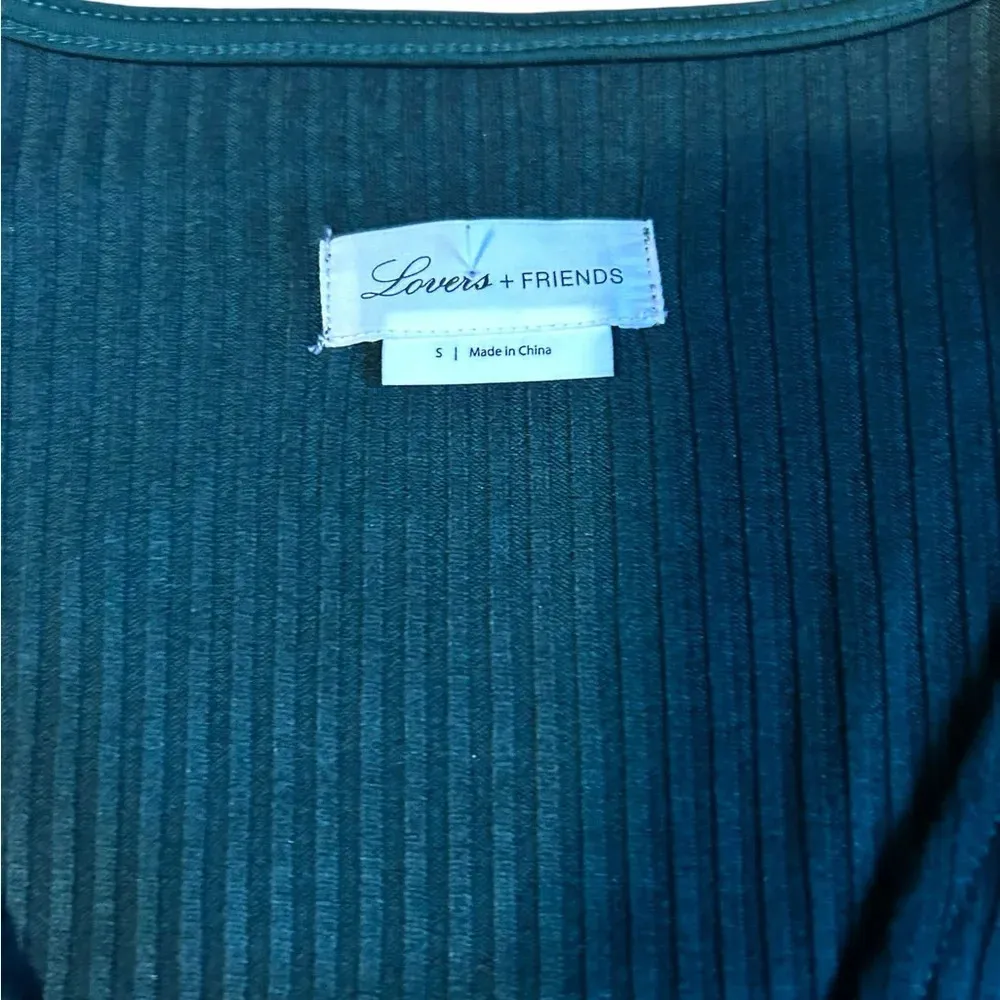 Lovers + FRIENDS
S | Made in China